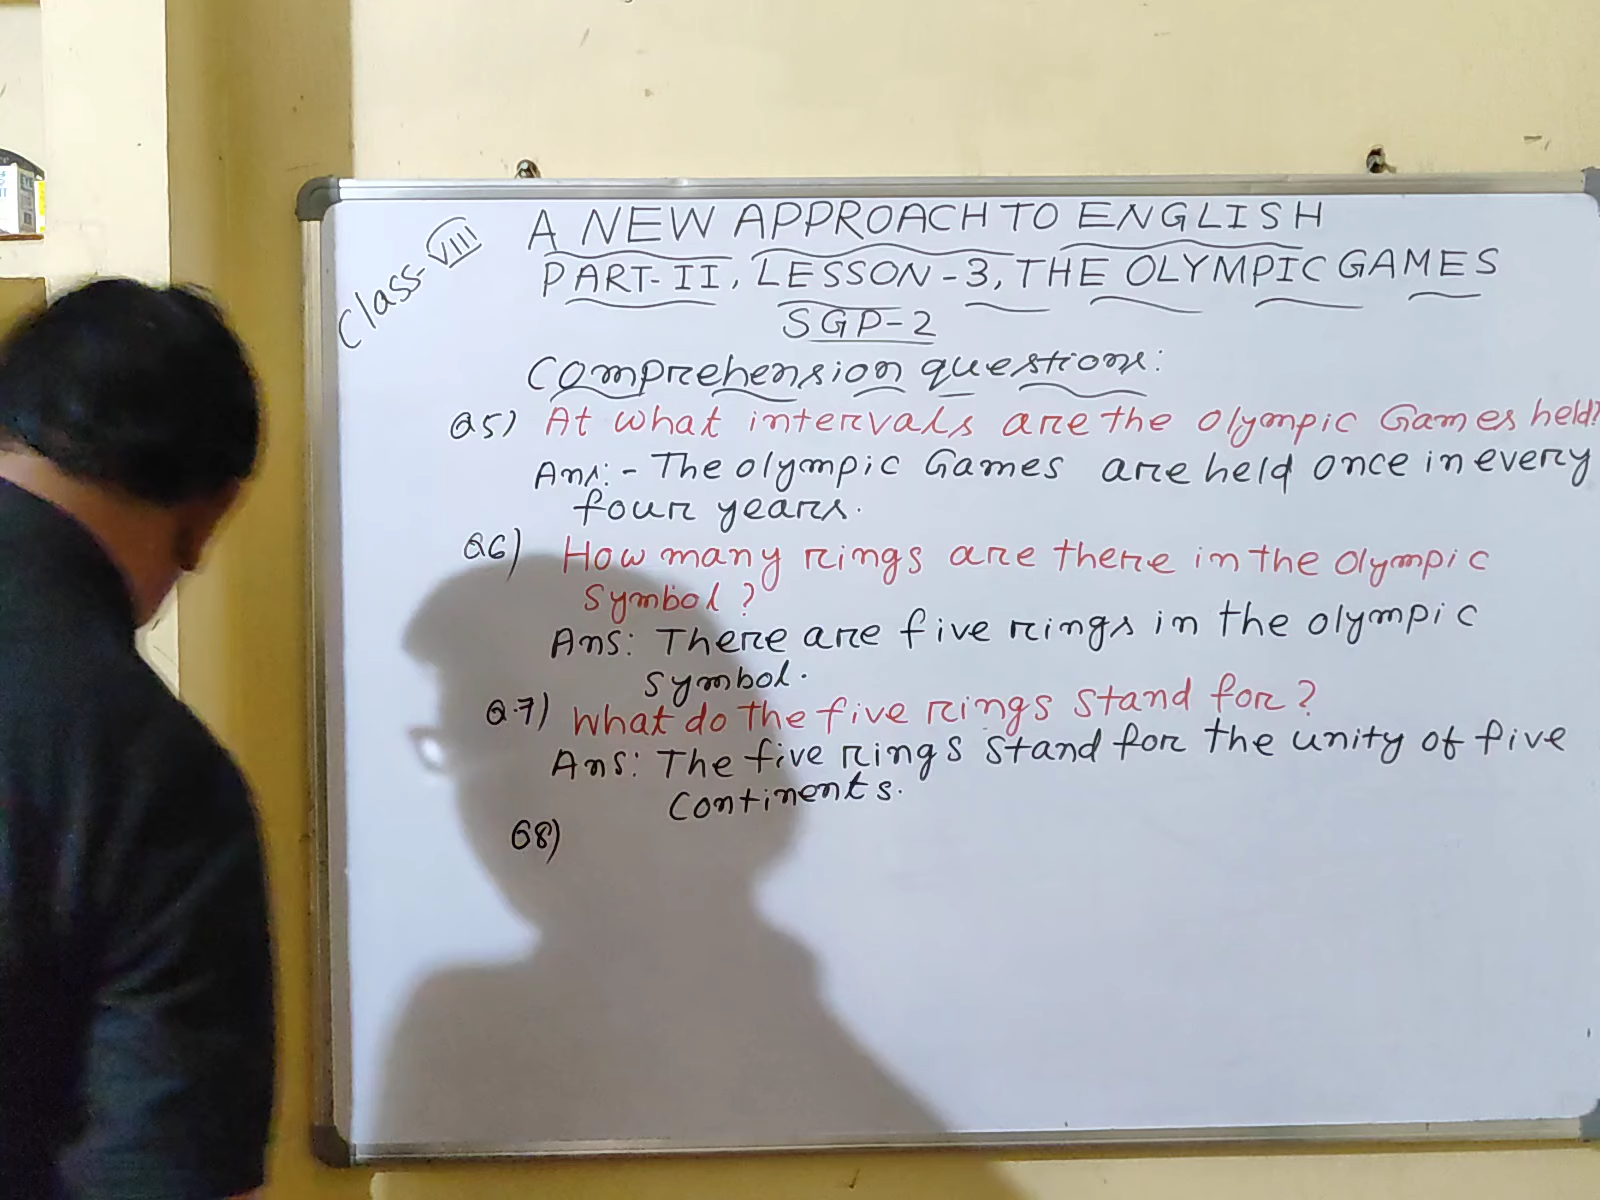 Class-VIII
A NEW APPROACH TO ENGLISH
PART-II, LESSON-3, THE OLYMPIC GAMES
SGP-2
Comprehension questions:
Q5) At what intervals are the Olympic Games held?
Ans:- The Olympic Games are held once in every
four years.
Q6) How many rings are there in the Olympic
Symbol?
Ans: There are five rings in the Olympic
Symbol.
Q.7) What do the five rings stand for?
Ans: The five rings stand for the unity of five
Continents.
Q8)